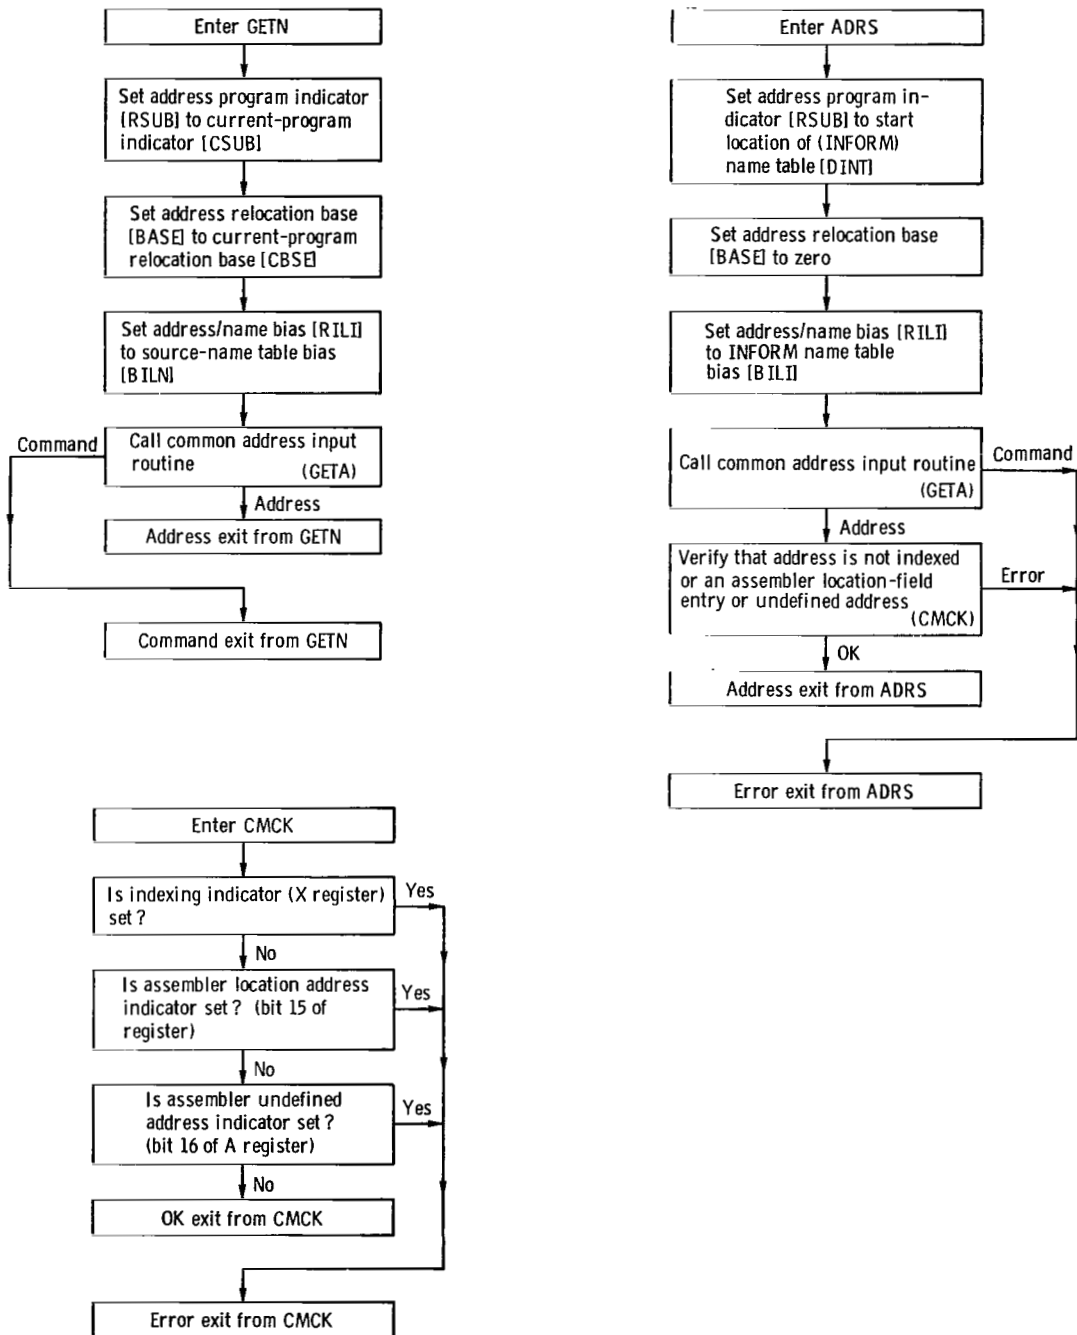 Enter GETN
Set address program indicator
[RSUB] to current-program
indicator [CSUB]
Set address relocation base
[BASE] to current-program
relocation base [CBSE]
Set address/name bias [RILI]
to source-name table bias
[BILN]
Command
Call common address input
routine
(GETA)
Address
Address exit from GETN
Command exit from GETN
Enter ADRS
Set address program in-
dicator [RSUB] to start
location of (INFORM)
name table [DINT]
Set address relocation base
[BASE] to zero
Set address/name bias [RILI]
to INFORM name table
bias [BILI]
Call common address input routine
(GETA)
Command
Address
Verify that address is not indexed
or an assembler location-field
entry or undefined address
(CMCK)
Error
OK
Address exit from ADRS
Error exit from ADRS
Enter CMCK
Is indexing indicator (X register)
set?
Yes
No
Is assembler location address
indicator set? (bit 15 of
register)
Yes
No
Is assembler undefined
address indicator set?
(bit 16 of A register)
Yes
No
OK exit from CMCK
Error exit from CMCK